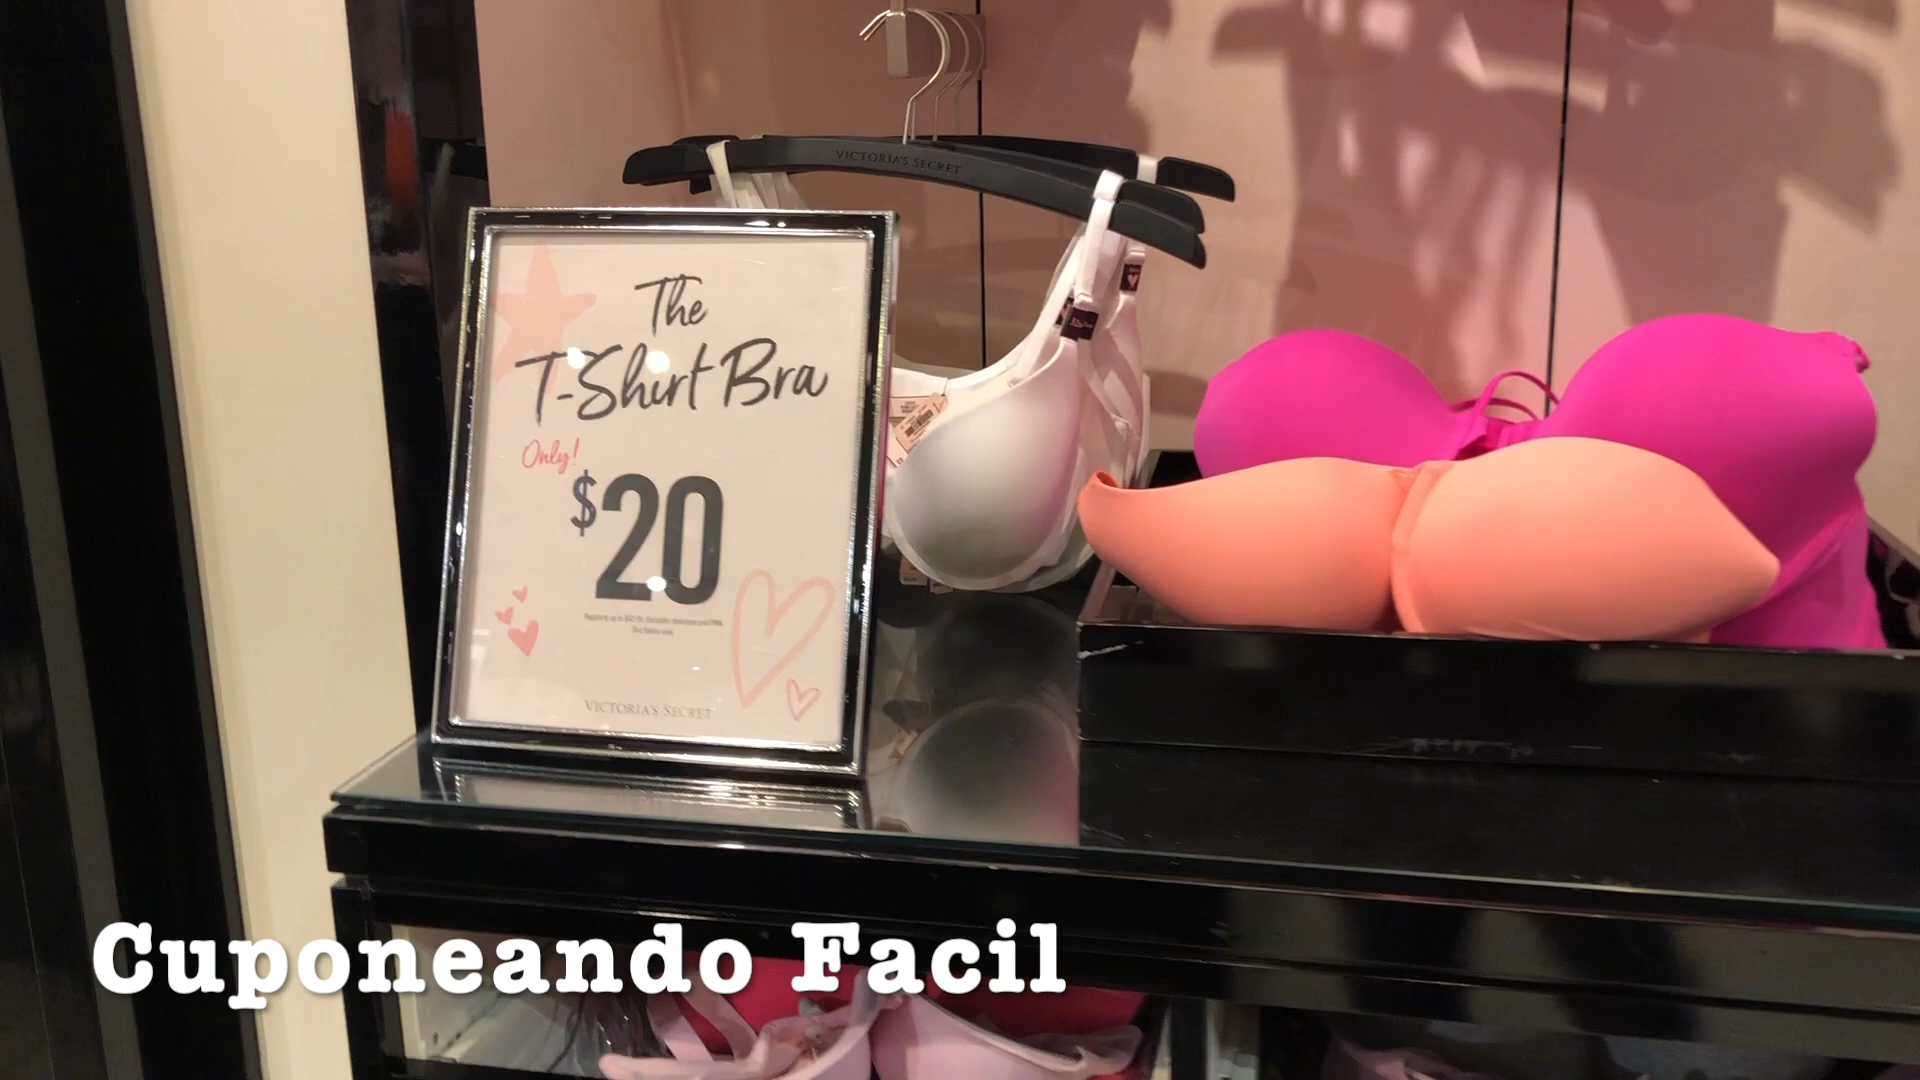 VICTORIA'S SECRET
The
T-Shirt Bra
Only!
$20
VICTORIA'S SECRET
Cuponeando Facil